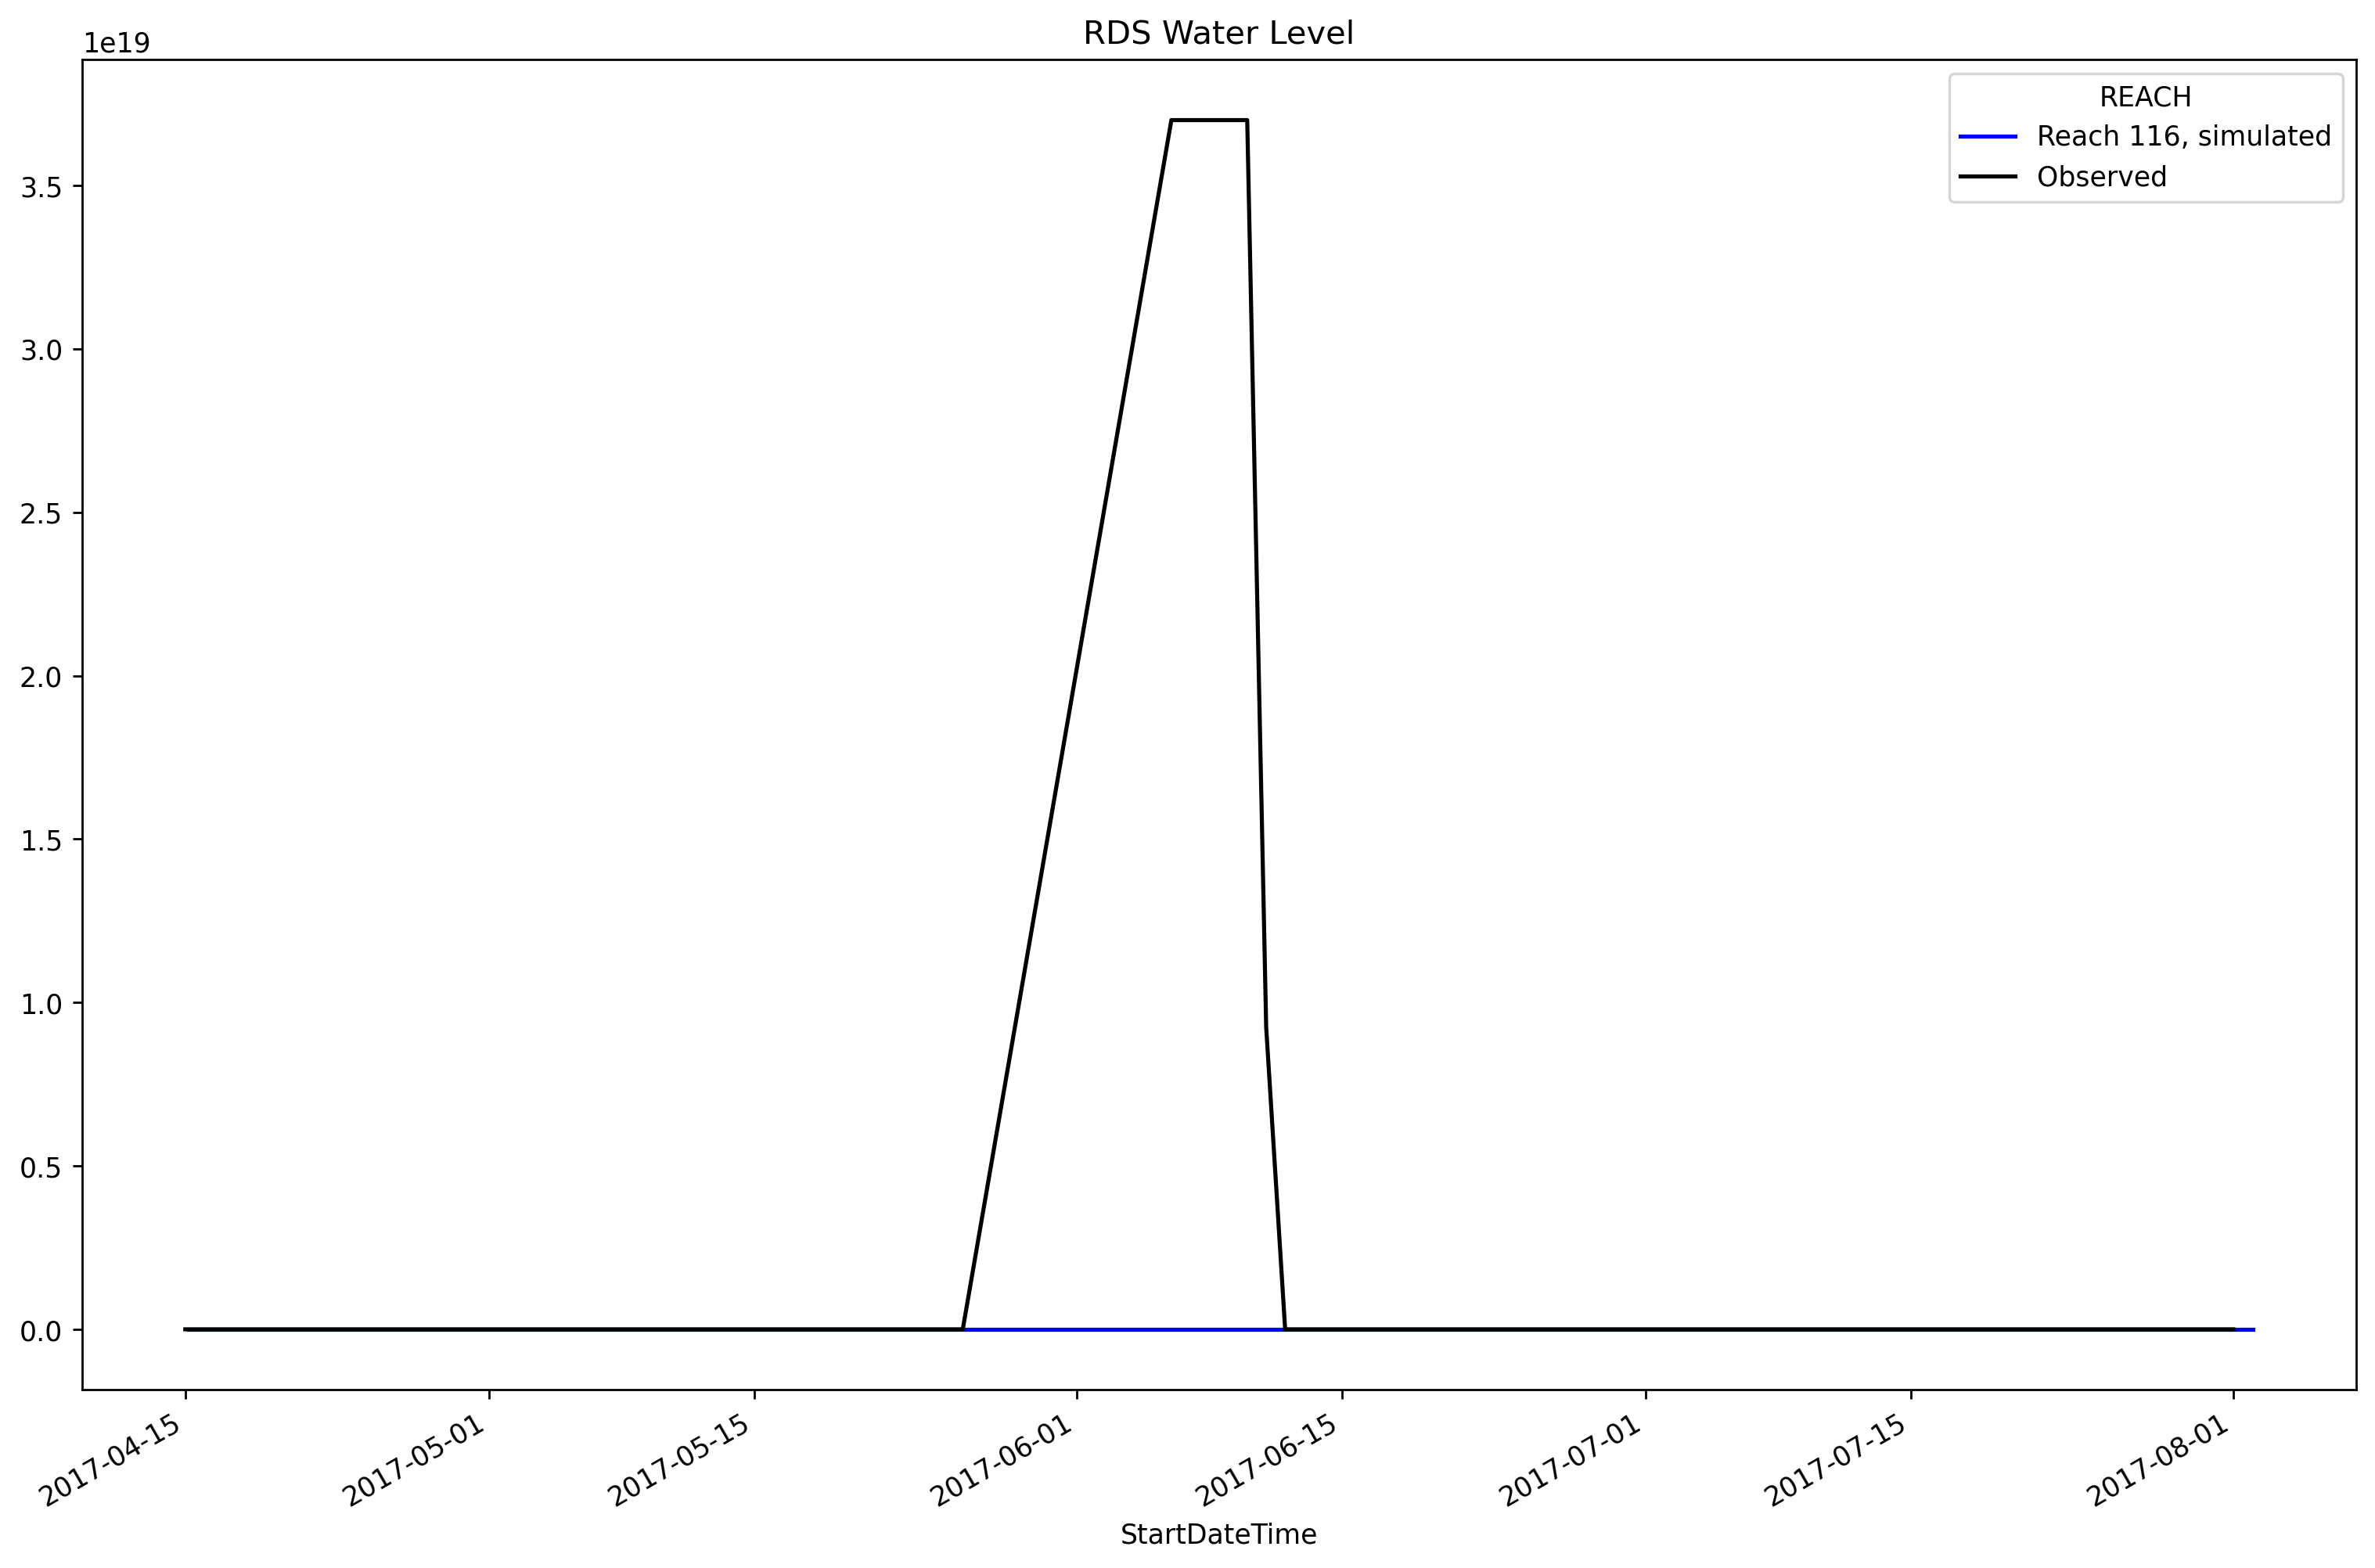 RDS Water Level
1e19
REACH
Reach 116, simulated
Observed
3.5
3.0
2.5
2.0
1.5
1.0
0.5
0.0
2017-04-15
2017-05-01
2017-05-15
2017-06-01
2017-06-15
2017-07-01
2017-07-15
2017-08-01
StartDateTime